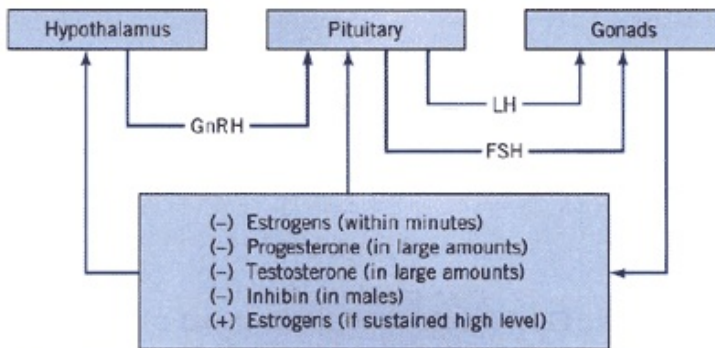 Hypothalamus
Pituitary
Gonads
LH
GnRH
FSH
(–) Estrogens (within minutes)
(–) Progesterone (in large amounts)
(–) Testosterone (in large amounts)
(–) Inhibin (in males)
(+) Estrogens (if sustained high level)